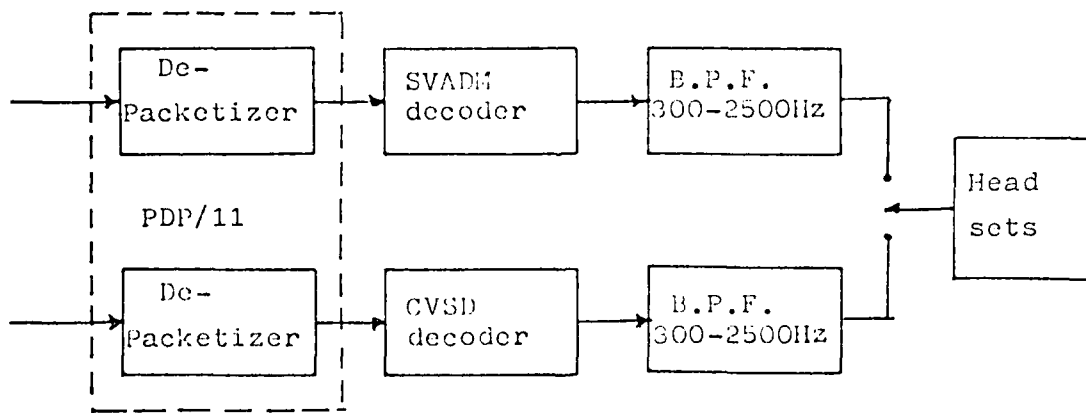 De-
Packetizer
SVADM
decoder
B.P.F.
300-2500Hz
Head
sets
PDP/11
De-
Packetizer
CVSD
decoder
B.P.F.
300-2500Hz